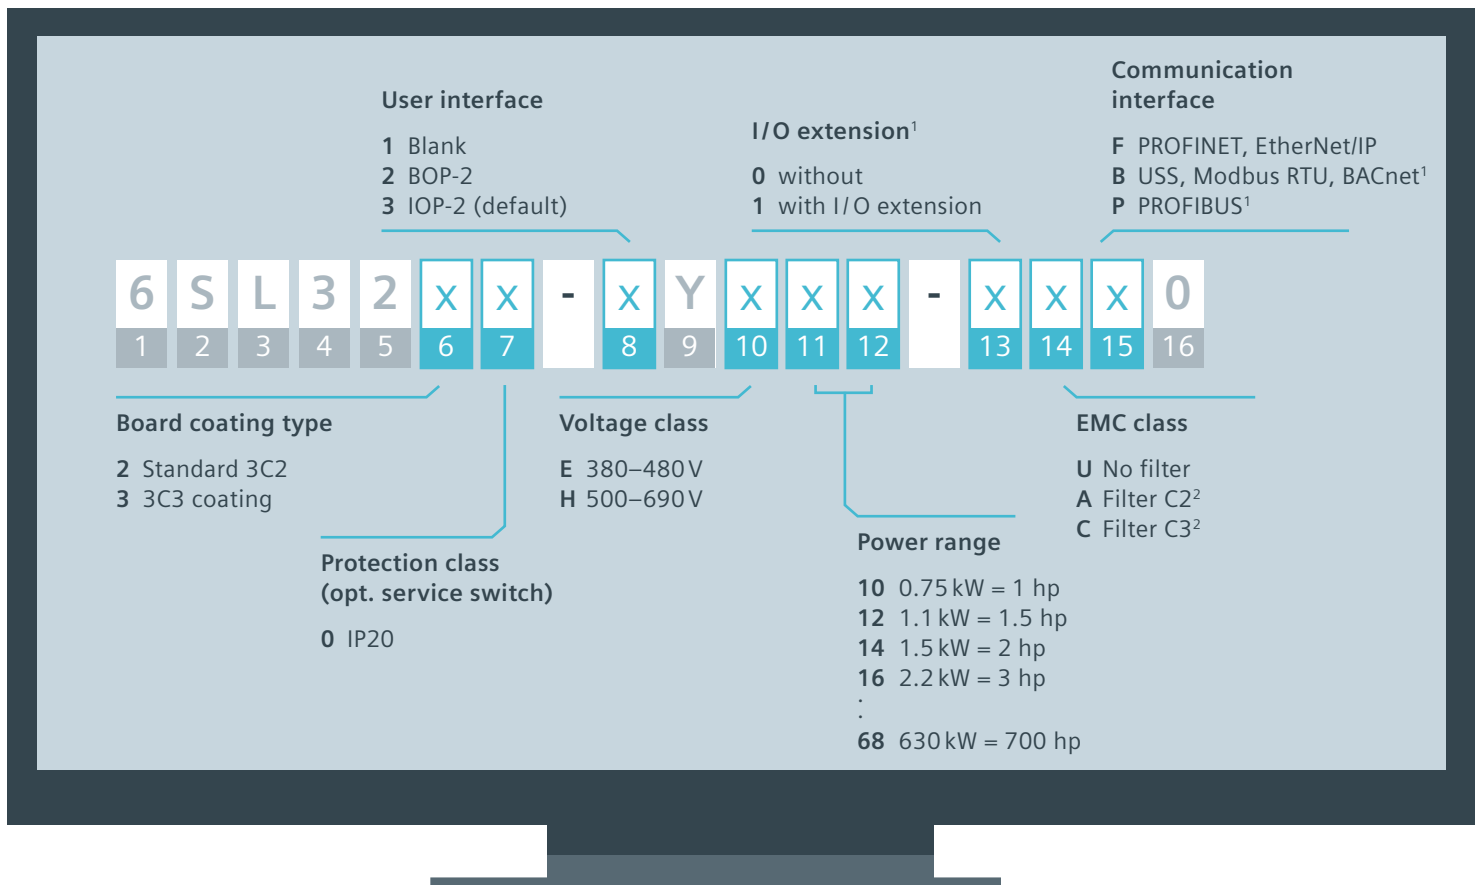 User interface
1 Blank
2 BOP-2
3 IOP-2 (default)
I/O extension¹
0 without
1 with I/O extension
Communication
interface
F PROFINET, EtherNet/IP
B USS, Modbus RTU, BACnet¹
P PROFIBUS¹
6 S L 3 2 x x - x Y x x x - x x x 0
1 2 3 4 5 6 7 8 9 10 11 12 13 14 15 16
Board coating type
2 Standard 3C2
3 3C3 coating
Protection class
(opt. service switch)
0 IP20
Voltage class
E 380–480 V
H 500–690 V
Power range
10 0.75 kW = 1 hp
12 1.1 kW = 1.5 hp
14 1.5 kW = 2 hp
16 2.2 kW = 3 hp
.
.
68 630 kW = 700 hp
EMC class
U No filter
A Filter C2²
C Filter C3²